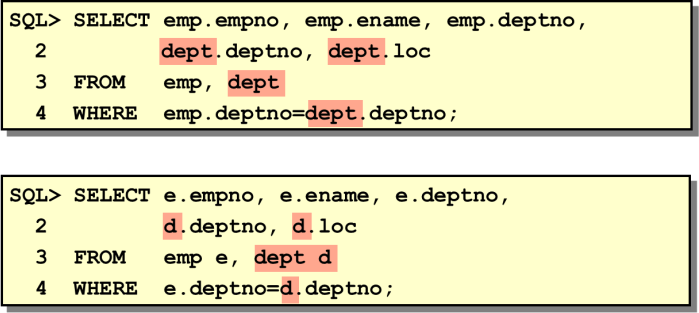 SQL> SELECT emp.empno, emp.ename, emp.deptno,
2 dept.deptno, dept.loc
3 FROM emp, dept
4 WHERE emp.deptno=dept.deptno;
SQL> SELECT e.empno, e.ename, e.deptno,
2 d.deptno, d.loc
3 FROM emp e, dept d
4 WHERE e.deptno=d.deptno;